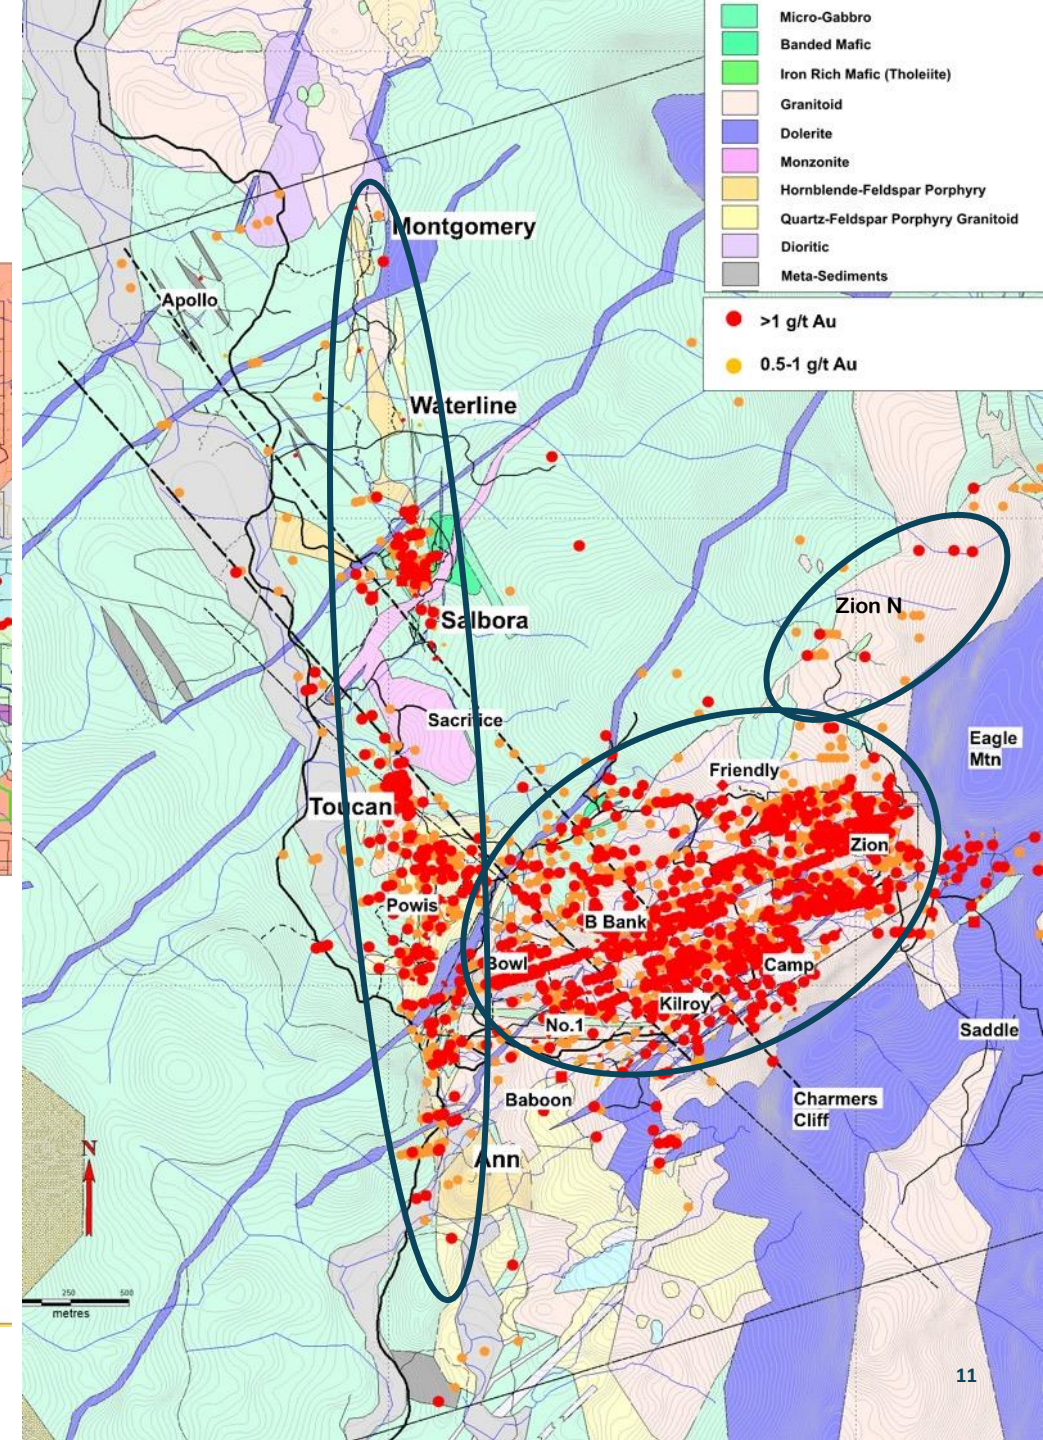 Micro-Gabbro
Banded Mafic
Iron Rich Mafic (Tholeiite)
Granitoid
Dolerite
Monzonite
Hornblende-Feldspar Porphyry
Quartz-Feldspar Porphyry Granitoid
Dioritic
Meta-Sediments
>1 g/t Au
0.5-1 g/t Au
Montgomery
Apollo
Waterline
Zion N
Salbora
Sacrifice
Eagle
Mtn
Friendly
Toucan
Zion
Powis
B Bank
Bowl
Camp
Kilroy
No.1
Saddle
Baboon
Charmers
Cliff
N
Ann
250
500
metres
11